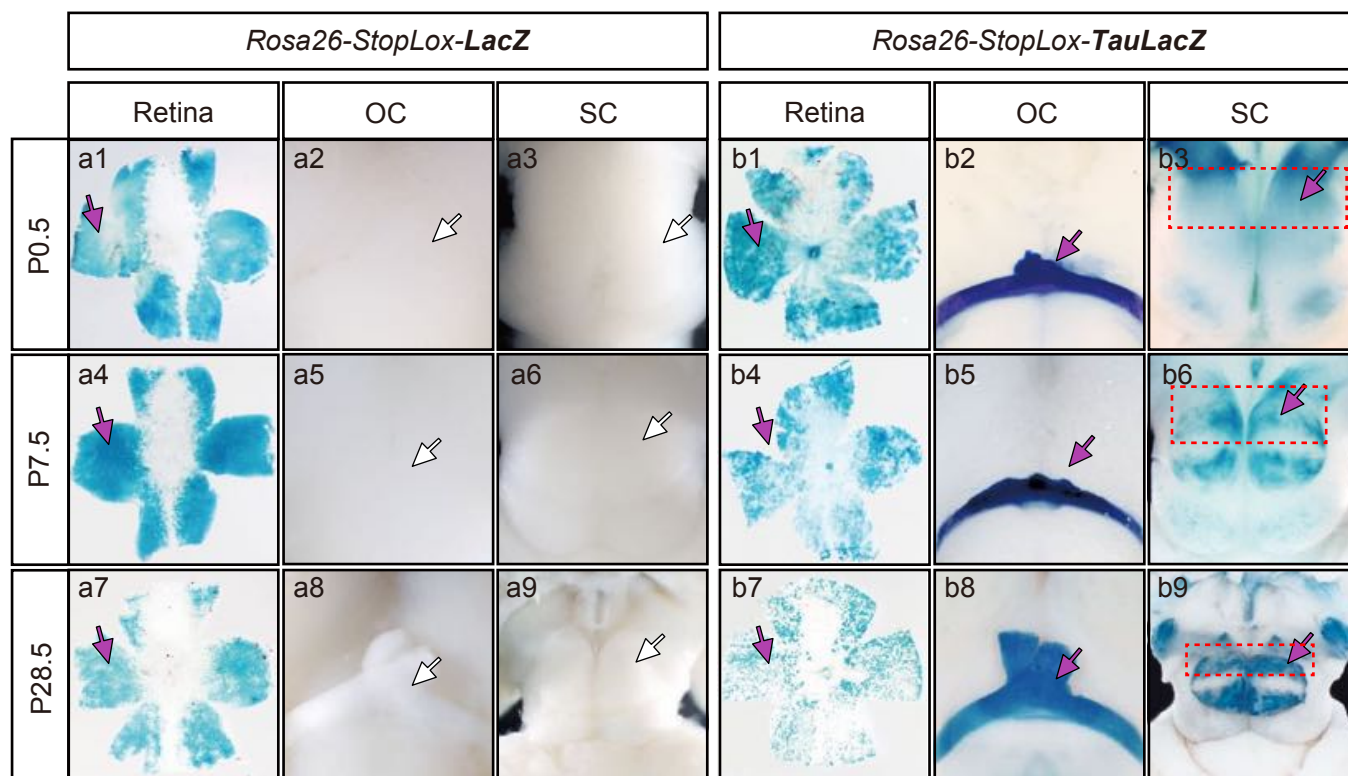 Rosa26-StopLox-LacZ
Rosa26-StopLox-TauLacZ
Retina
OC
SC
Retina
OC
SC
P0.5
a1
a2
a3
b1
b2
b3
P7.5
a4
a5
a6
b4
b5
b6
P28.5
a7
a8
a9
b7
b8
b9